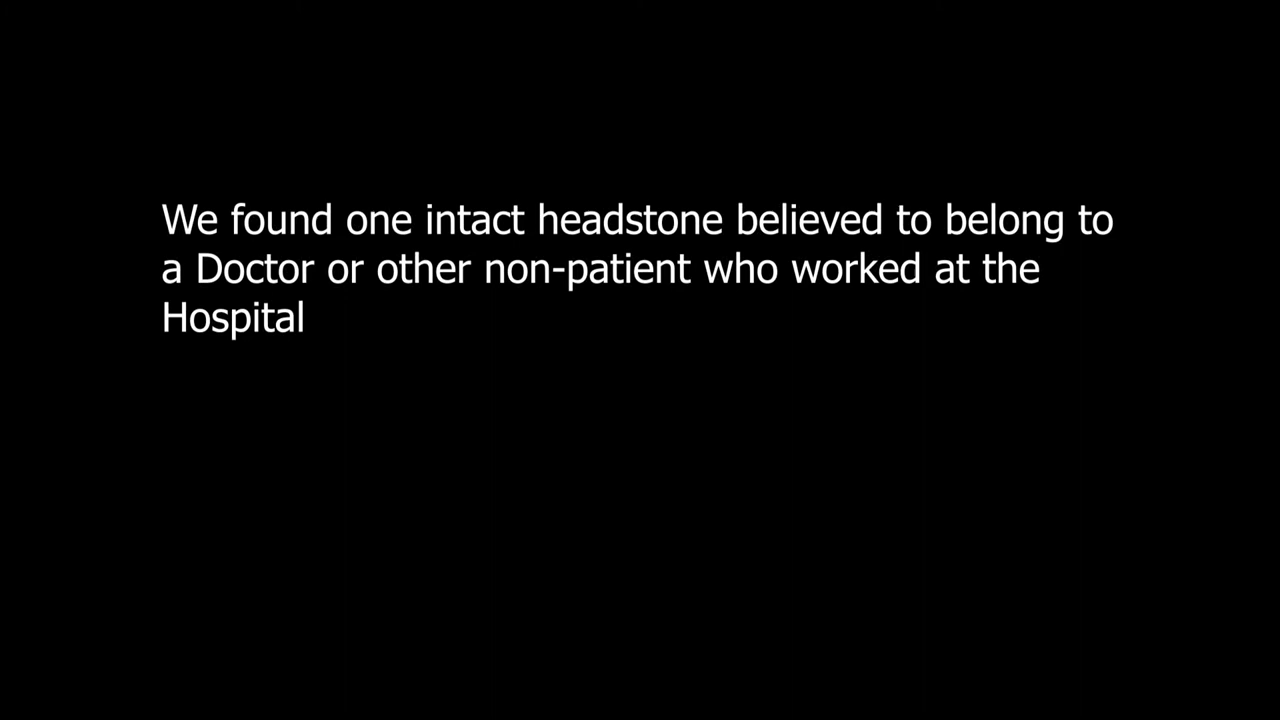 We found one intact headstone believed to belong to
a Doctor or other non-patient who worked at the
Hospital